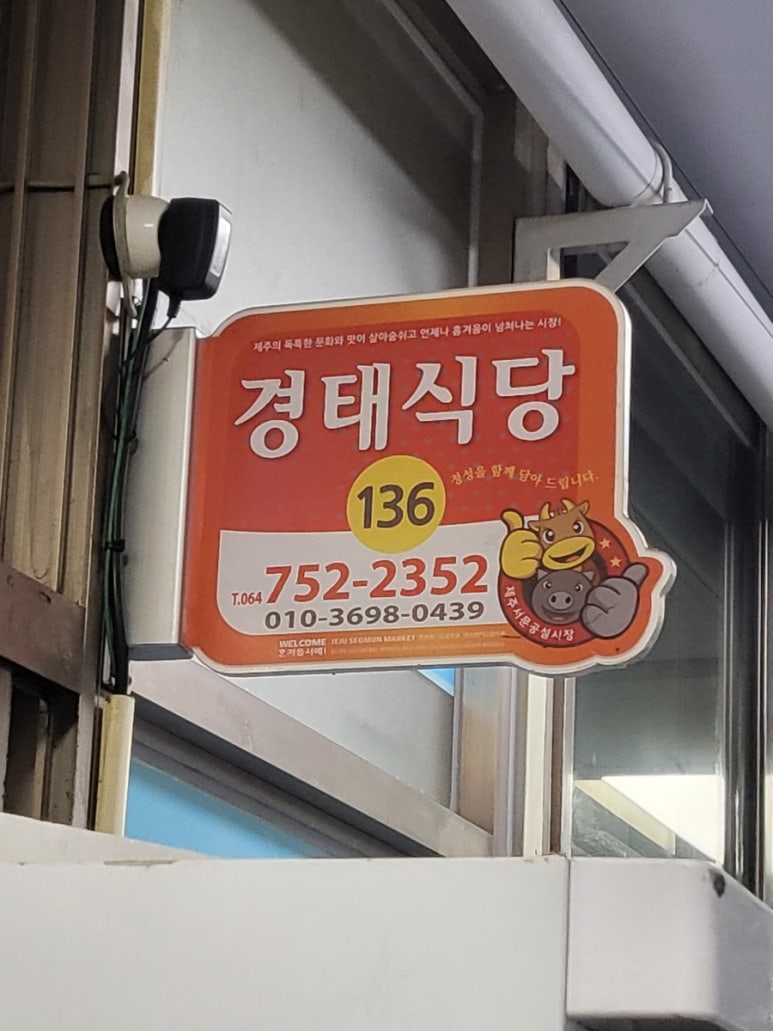 제주의 독특한 문화와 맛이 살아숨쉬고 언제나 흥겨움이 넘쳐나는 시장!
경태식당
정성을 함께 담아 드립니다.
136
T.064 752-2352
010-3698-0439
제주서문공설시장
WELCOME JEJU SEOMUN MARKET